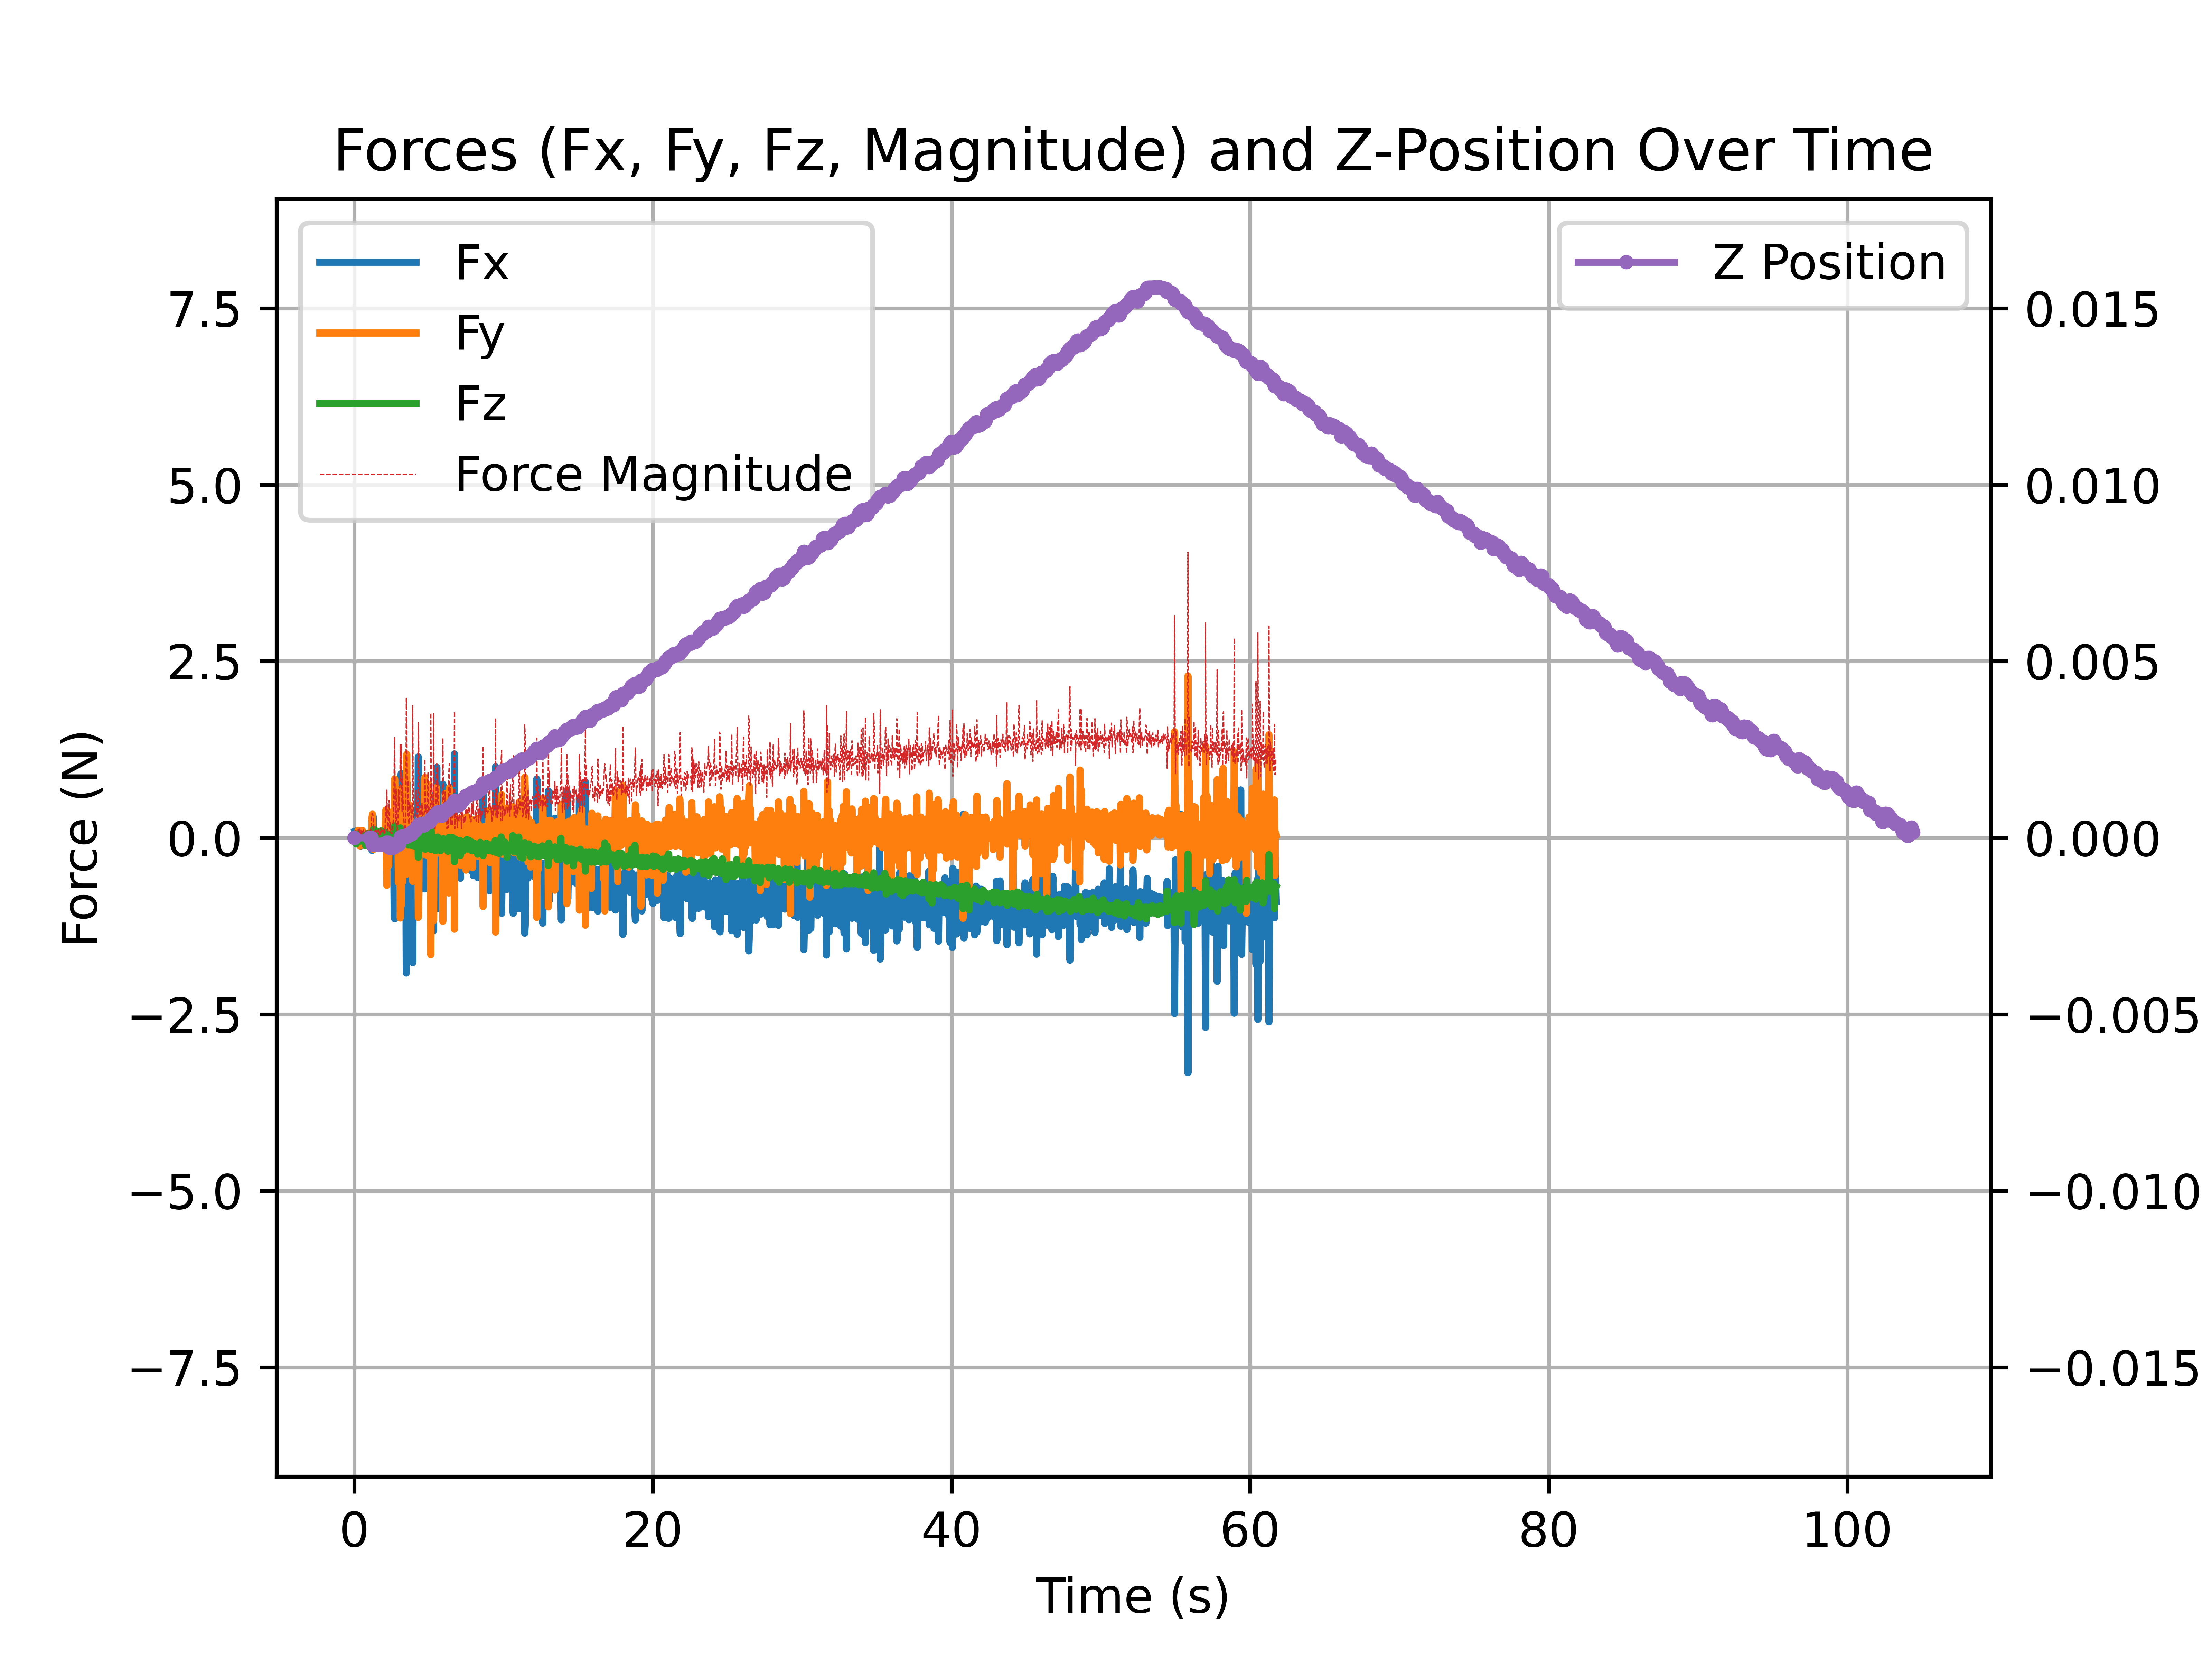 Forces (Fx, Fy, Fz, Magnitude) and Z-Position Over Time
Fx
Fy
Fz
Force Magnitude
Z Position
7.5
5.0
2.5
0.0
−2.5
−5.0
−7.5
Force (N)
0.015
0.010
0.005
0.000
−0.005
−0.010
−0.015
0 20 40 60 80 100
Time (s)